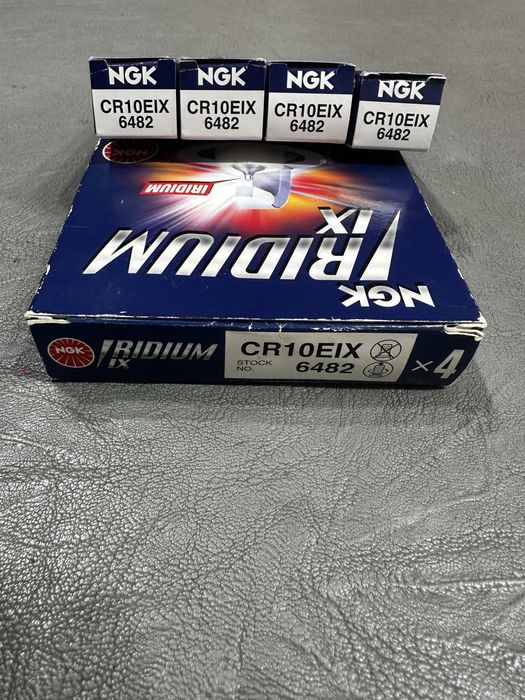 NGK
CR10EIX
6482
NGK
CR10EIX
6482
NGK
CR10EIX
6482
NGK
CR10EIX
6482
NGK
IRIDIUM
IRIDIUM
IX
NGK
NGK
IRIDIUM
IX
CR10EIX
STOCK
NO.
6482
×4